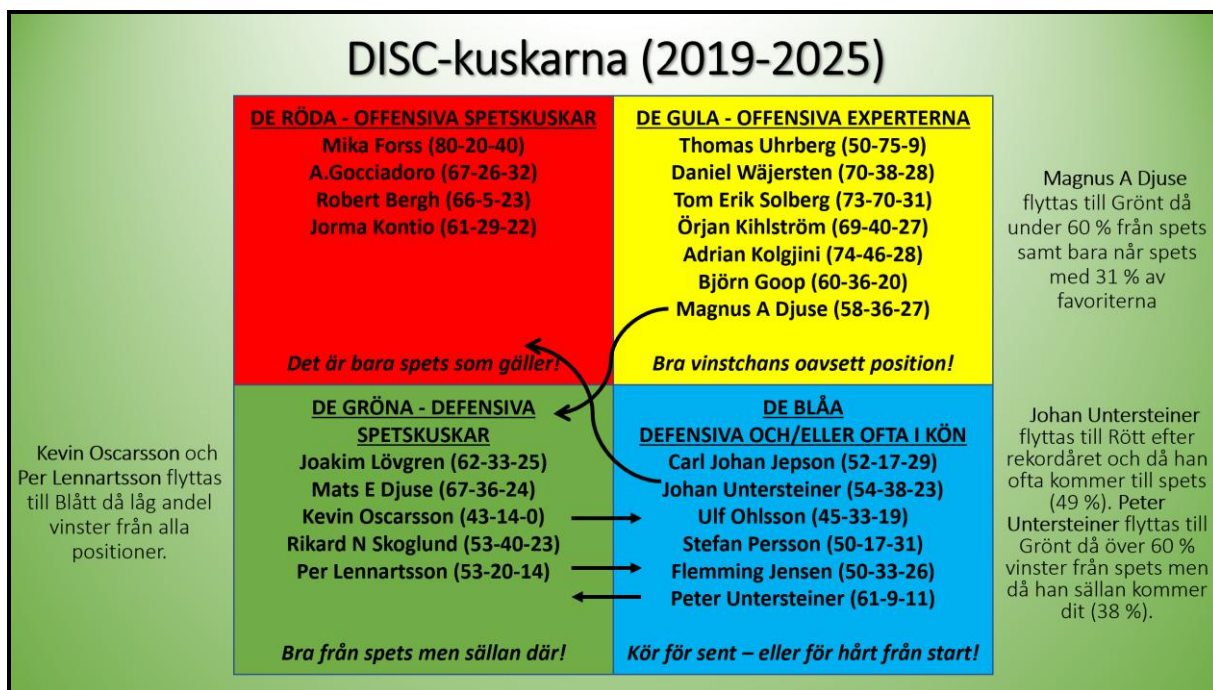 DISC-kuskarna (2019-2025)
DE RÖDA - OFFENSIVA SPETSKUSKAR
Mika Forss (80-20-40)
A.Gocciadoro (67-26-32)
Robert Bergh (66-5-23)
Jorma Kontio (61-29-22)
Det är bara spets som gäller!
DE GULA - OFFENSIVA EXPERTERNA
Thomas Uhrberg (50-75-9)
Daniel Wäjersten (70-38-28)
Tom Erik Solberg (73-70-31)
Örjan Kihlström (69-40-27)
Adrian Kolgjini (74-46-28)
Björn Goop (60-36-20)
Magnus A Djuse (58-36-27)
Bra vinstchans oavsett position!
Magnus A Djuse
flyttas till Grönt då
under 60 % från spets
samt bara når spets
med 31 % av
favoriterna
Kevin Oscarsson och
Per Lennartsson flyttas
till Blått då låg andel
vinster från alla
positioner.
DE GRÖNA - DEFENSIVA
SPETSKUSKAR
Joakim Lövgren (62-33-25)
Mats E Djuse (67-36-24)
Kevin Oscarsson (43-14-0)
Rikard N Skoglund (53-40-23)
Per Lennartsson (53-20-14)
Bra från spets men sällan där!
DE BLÅA
DEFENSIVA OCH/ELLER OFTA I KÖN
Carl Johan Jepson (52-17-29)
Johan Untersteiner (54-38-23)
Ulf Ohlsson (45-33-19)
Stefan Persson (50-17-31)
Flemming Jensen (50-33-26)
Peter Untersteiner (61-9-11)
Kör för sent – eller för hårt från start!
Johan Untersteiner
flyttas till Rött efter
rekordåret och då han
ofta kommer till spets
(49 %). Peter
Untersteiner flyttas till
Grönt då över 60 %
vinster från spets men
då han sällan kommer
dit (38 %).